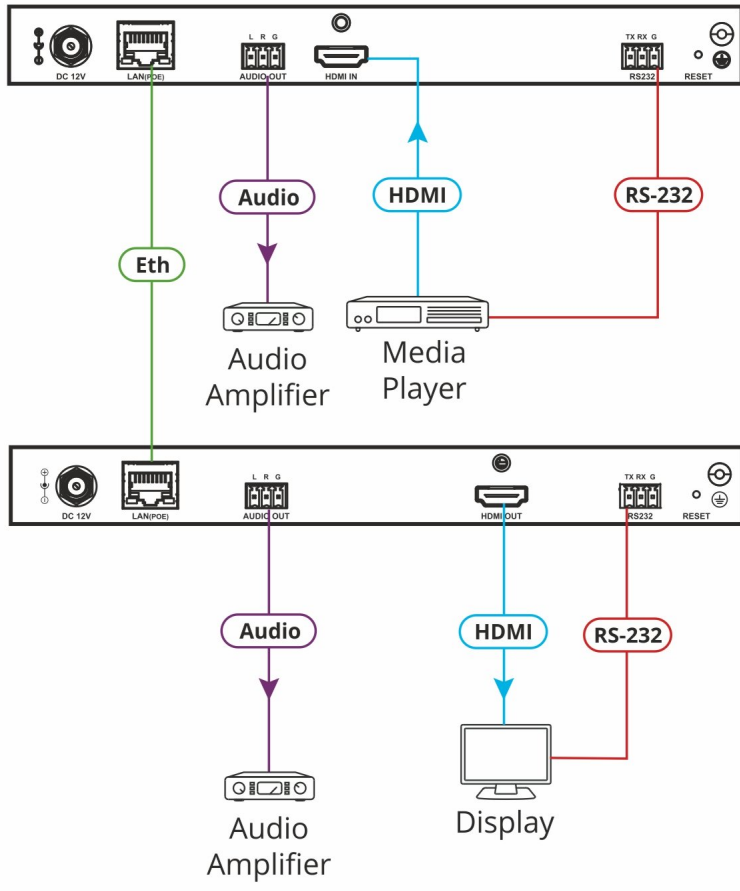 L R G
TX RX G
DC 12V
LAN(POE)
AUDIO OUT
HDMI IN
RS232
RESET
Audio
HDMI
RS-232
Eth
Audio
Amplifier
Media
Player
L R G
TX RX G
DC 12V
LAN(POE)
AUDIO OUT
HDMI OUT
RS232
RESET
Audio
HDMI
RS-232
Audio
Amplifier
Display